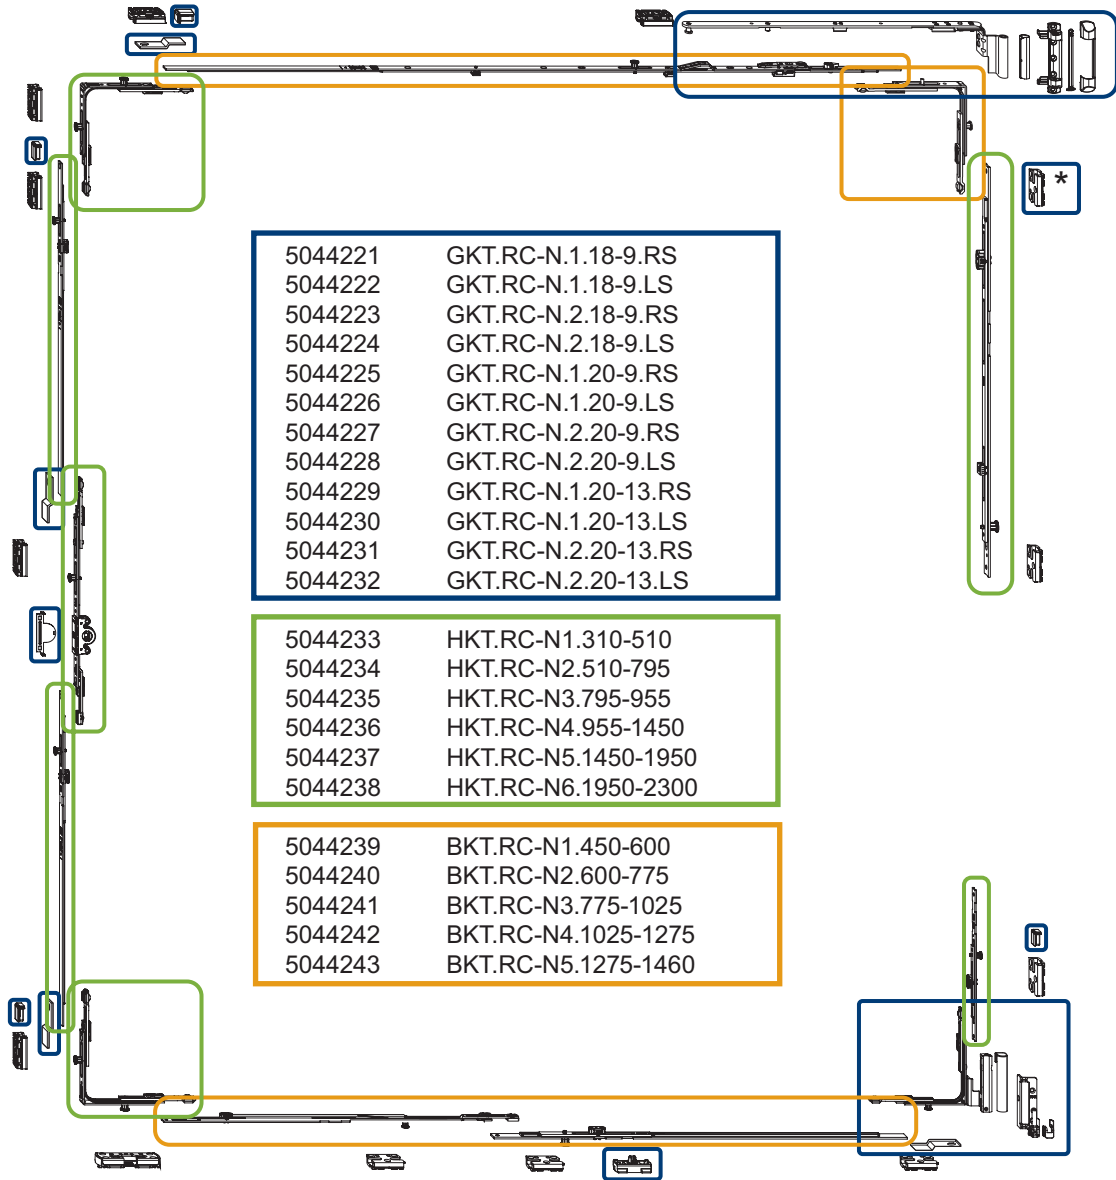 *
5044221 GKT.RC-N.1.18-9.RS
5044222 GKT.RC-N.1.18-9.LS
5044223 GKT.RC-N.2.18-9.RS
5044224 GKT.RC-N.2.18-9.LS
5044225 GKT.RC-N.1.20-9.RS
5044226 GKT.RC-N.1.20-9.LS
5044227 GKT.RC-N.2.20-9.RS
5044228 GKT.RC-N.2.20-9.LS
5044229 GKT.RC-N.1.20-13.RS
5044230 GKT.RC-N.1.20-13.LS
5044231 GKT.RC-N.2.20-13.RS
5044232 GKT.RC-N.2.20-13.LS
5044233 HKT.RC-N1.310-510
5044234 HKT.RC-N2.510-795
5044235 HKT.RC-N3.795-955
5044236 HKT.RC-N4.955-1450
5044237 HKT.RC-N5.1450-1950
5044238 HKT.RC-N6.1950-2300
5044239 BKT.RC-N1.450-600
5044240 BKT.RC-N2.600-775
5044241 BKT.RC-N3.775-1025
5044242 BKT.RC-N4.1025-1275
5044243 BKT.RC-N5.1275-1460